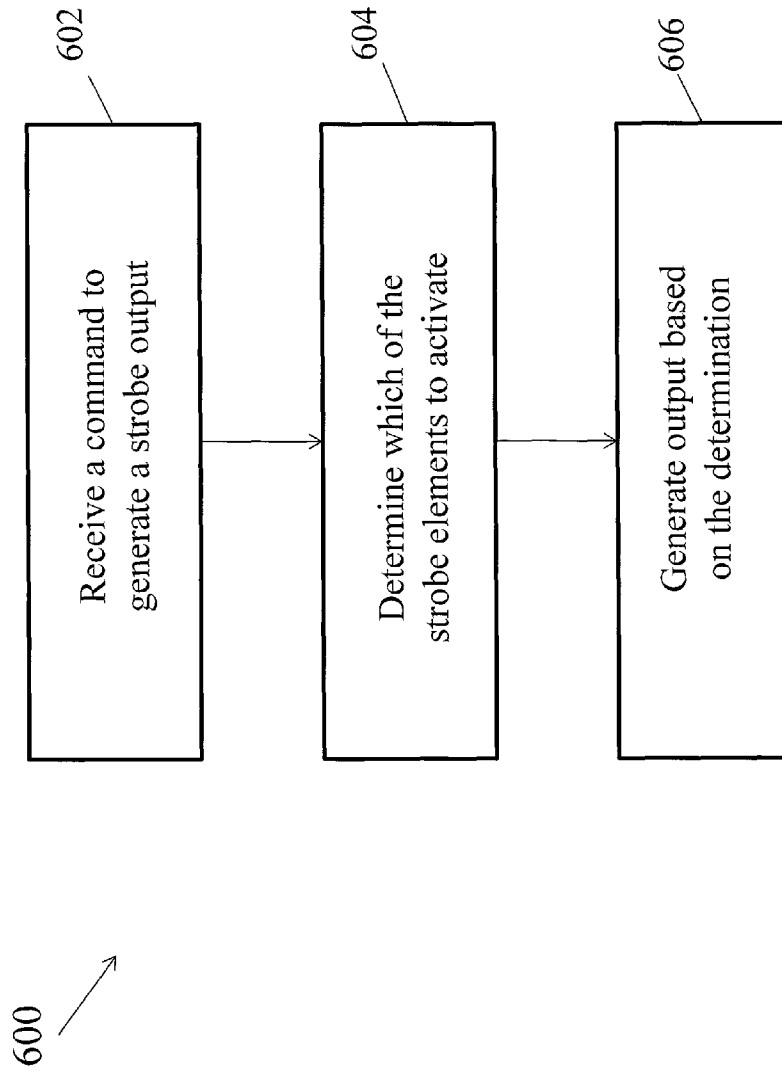 600
602
Receive a command to
generate a strobe output
604
Determine which of the
strobe elements to activate
606
Generate output based
on the determination